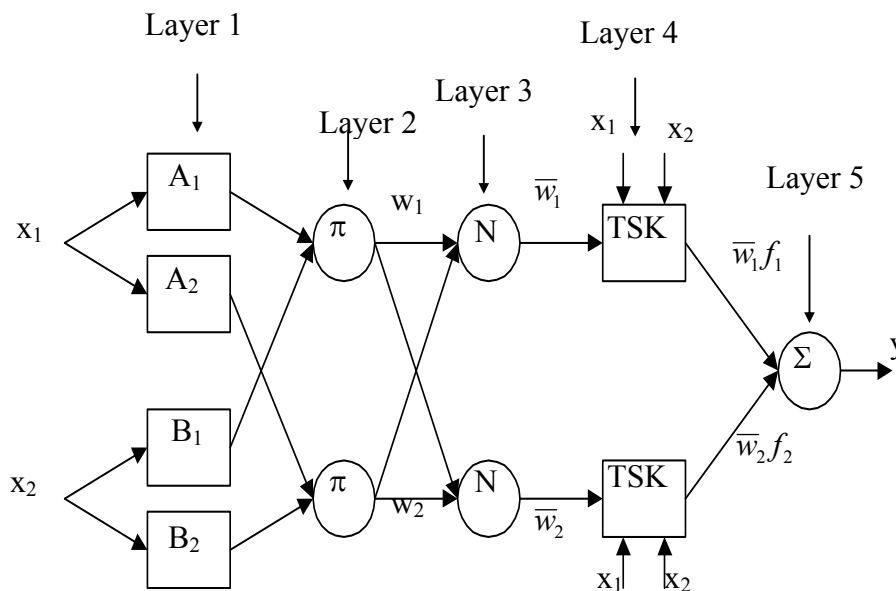 Layer 1
Layer 4
Layer 3
Layer 2
x₁
x₂
Layer 5
A₁
w₁
w̅₁
TSK
π
N
x₁
A₂
w̅₁f₁
y
Σ
B₁
w̅₂f₂
x₂
π
N
TSK
w₂
w̅₂
B₂
x₁
x₂